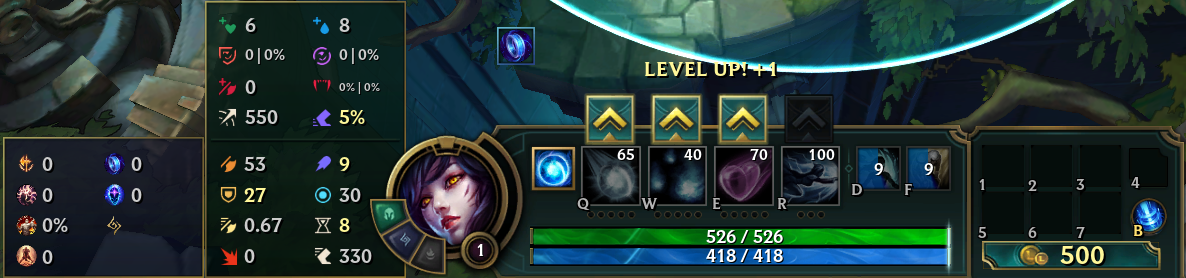 6 8
0|0% 0|0%
0 0%|0%
550 5%
LEVEL UP! +1
0 0
0 0
0%
0
53 9
27 30
0.67 8
0 330
1
65 40 70 100
Q W E R
9 9
D F
526 / 526
418 / 418
1 2 3 4
5 6 7 B
500